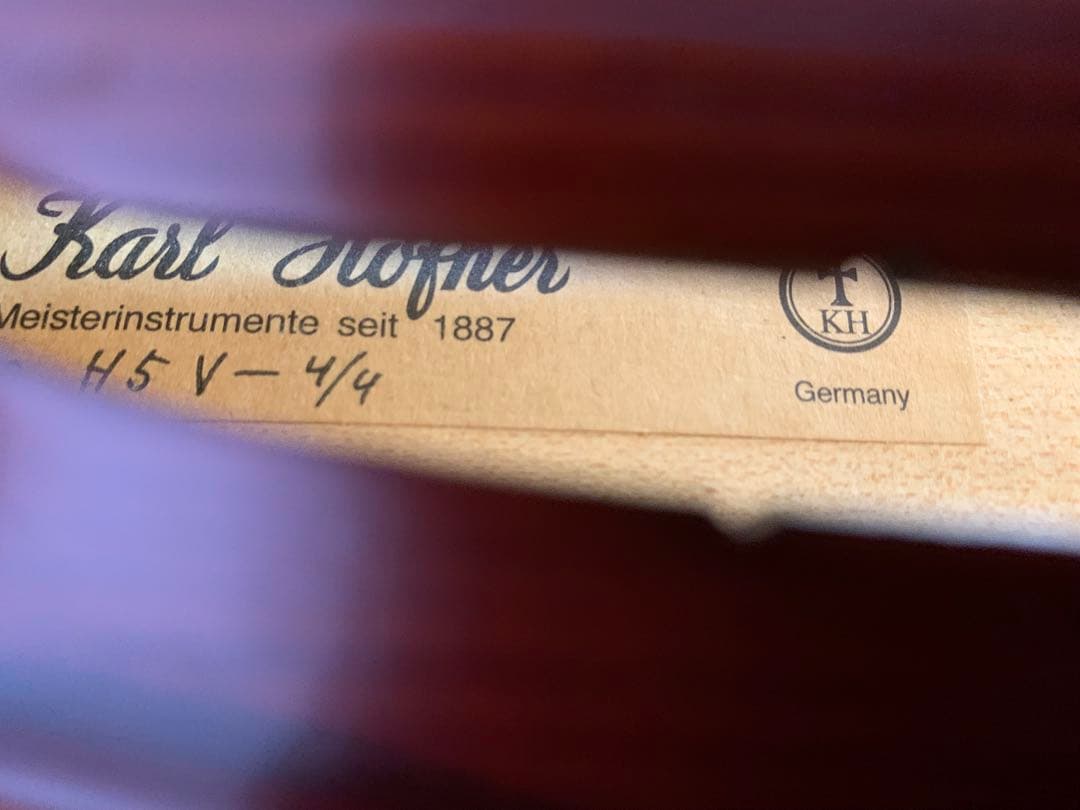 Karl Höfner
Meisterinstrumente seit 1887
H5 V - 4/4
KH
Germany